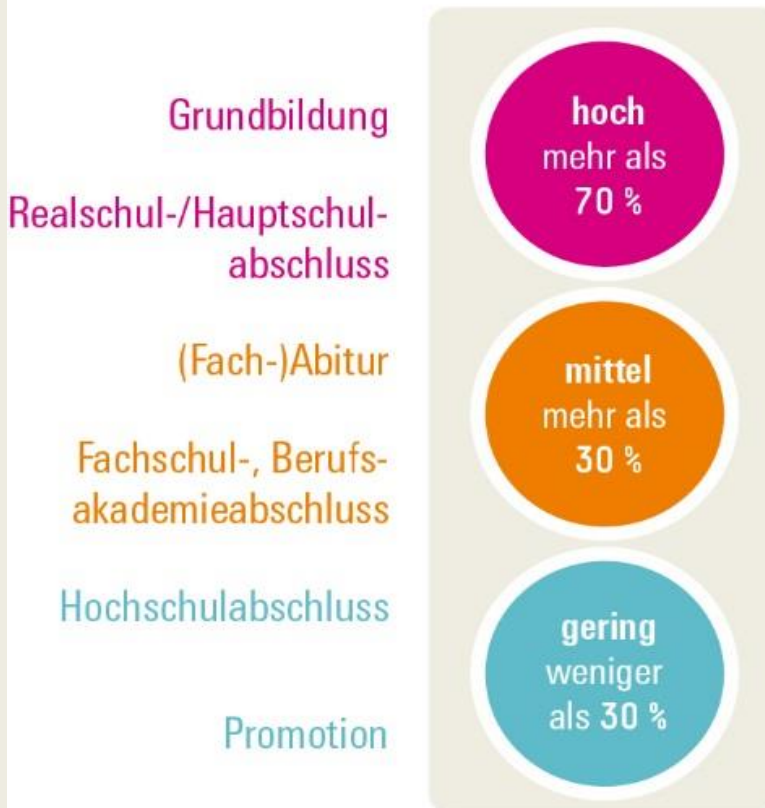 Grundbildung
Realschul-/Hauptschul-
abschluss
(Fach-)Abitur
Fachschul-, Berufs-
akademieabschluss
Hochschulabschluss
Promotion
hoch
mehr als
70 %
mittel
mehr als
30 %
gering
weniger
als 30 %